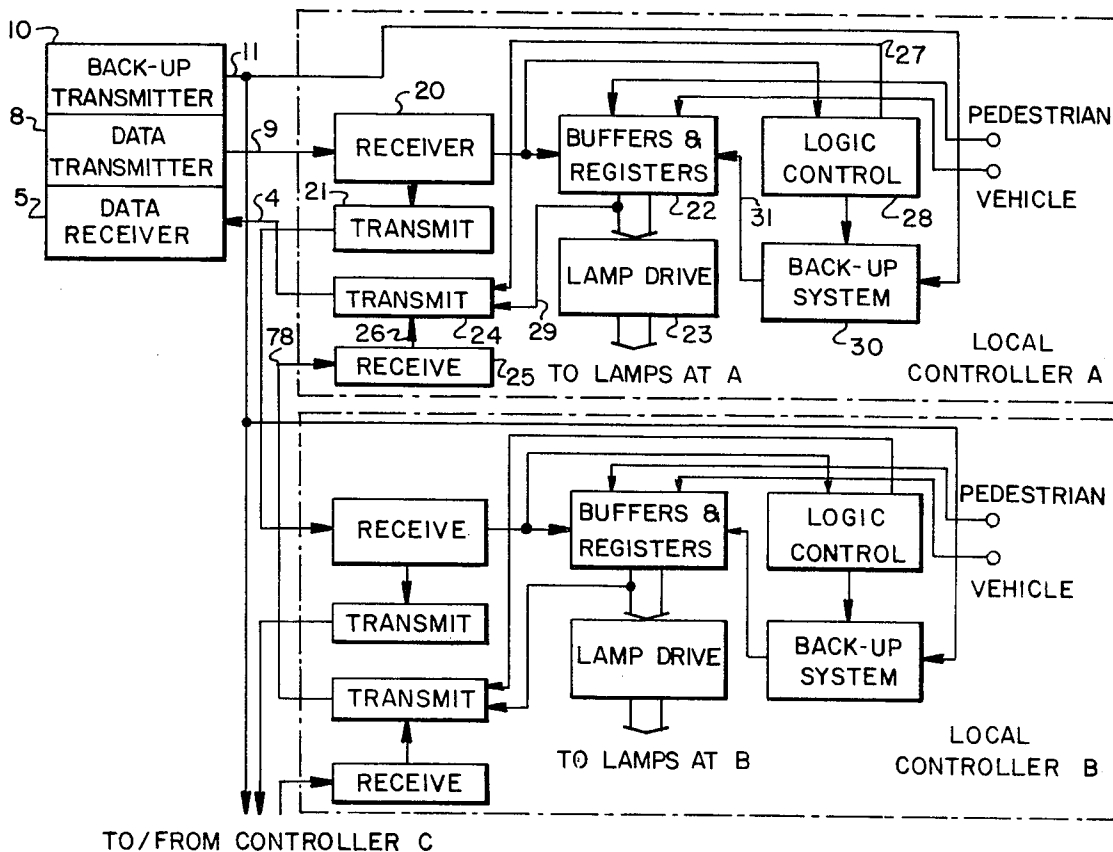 10
11
BACK-UP
TRANSMITTER
8
DATA
TRANSMITTER
9
5
DATA
RECEIVER
4
20
RECEIVER
21
TRANSMIT
TRANSMIT
26
24
78
RECEIVE
25
BUFFERS &
REGISTERS
22
31
29
LAMP DRIVE
23
TO LAMPS AT A
27
LOGIC
CONTROL
28
BACK-UP
SYSTEM
30
PEDESTRIAN
VEHICLE
LOCAL
CONTROLLER A
RECEIVE
TRANSMIT
TRANSMIT
RECEIVE
BUFFERS &
REGISTERS
LAMP DRIVE
TO LAMPS AT B
LOGIC
CONTROL
BACK-UP
SYSTEM
PEDESTRIAN
VEHICLE
LOCAL
CONTROLLER B
TO/FROM CONTROLLER C